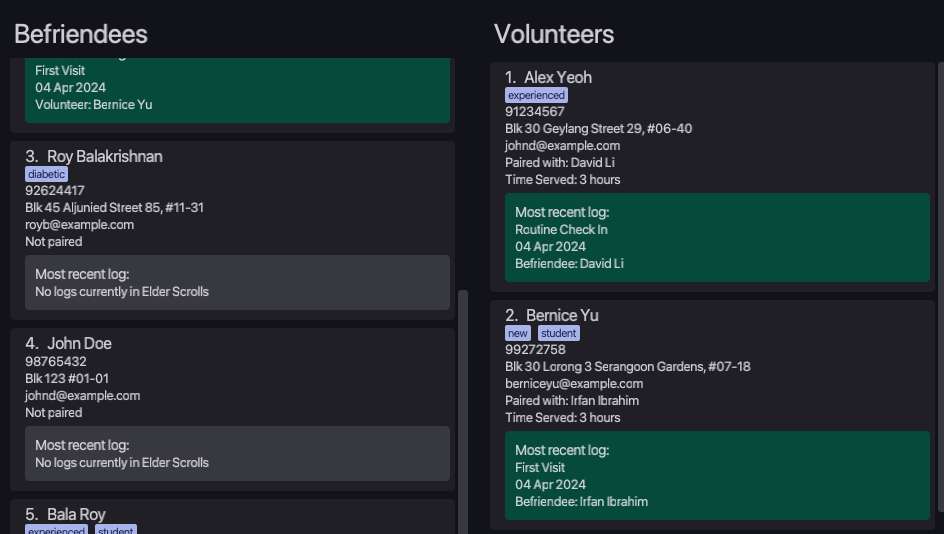 Befriendees
First Visit
04 Apr 2024
Volunteer: Bernice Yu
3. Roy Balakrishnan
diabetic
92624417
Blk 45 Aljunied Street 85, #11-31
royb@example.com
Not paired
Most recent log:
No logs currently in Elder Scrolls
4. John Doe
98765432
Blk 123 #01-01
johnd@example.com
Not paired
Most recent log:
No logs currently in Elder Scrolls
5. Bala Roy
experienced student
Volunteers
1. Alex Yeoh
experienced
91234567
Blk 30 Geylang Street 29, #06-40
johnd@example.com
Paired with: David Li
Time Served: 3 hours
Most recent log:
Routine Check In
04 Apr 2024
Befriendee: David Li
2. Bernice Yu
new student
99272758
Blk 30 Lorong 3 Serangoon Gardens, #07-18
berniceyu@example.com
Paired with: Irfan Ibrahim
Time Served: 3 hours
Most recent log:
First Visit
04 Apr 2024
Befriendee: Irfan Ibrahim